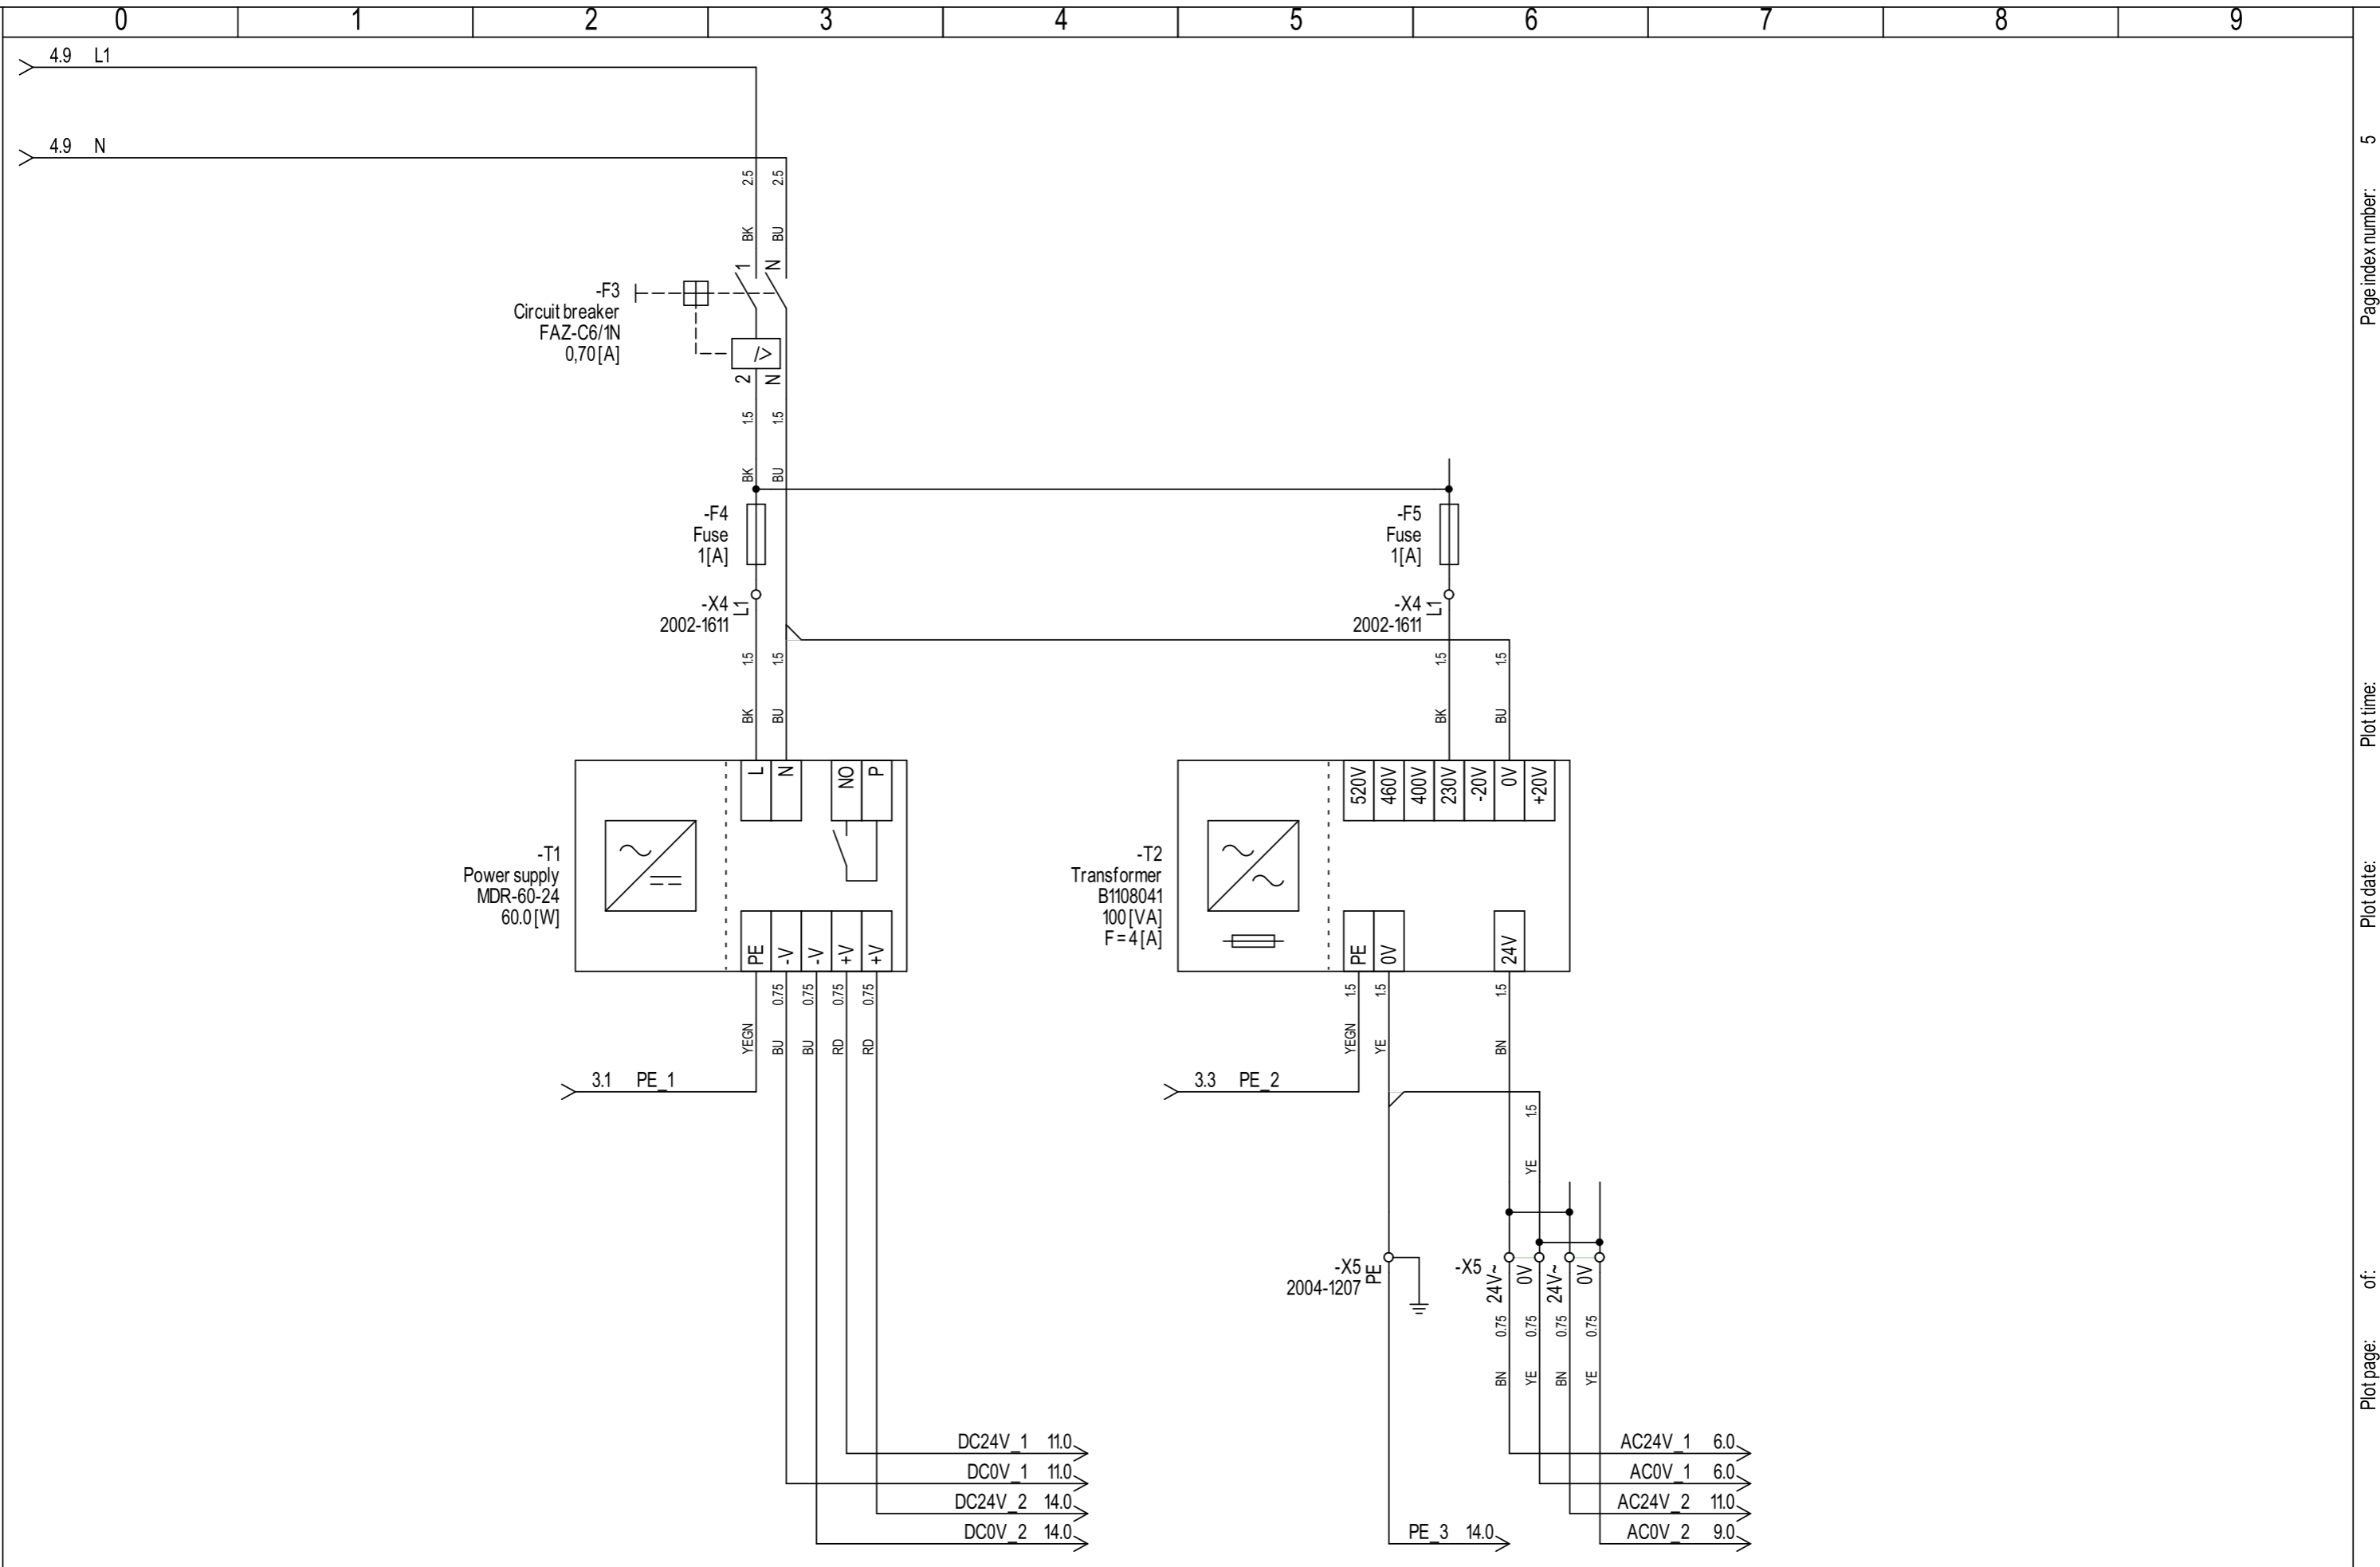 0 1 2 3 4 5 6 7 8 9
4.9 L1
4.9 N
2.5 2.5
BK BU
1 N
-F3
Circuit breaker
FAZ-C6/1N
0,70 [A]
I>
2 N
1.5 1.5
BK BU
-F4
Fuse
1 [A]
-F5
Fuse
1 [A]
-X4 L1
2002-1611
-X4 L1
2002-1611
1.5 1.5
BK BU
1.5 1.5
BK BU
L N NO P
-T1
Power supply
MDR-60-24
60.0 [W]
PE -V -V +V +V
520V 460V 400V 230V -20V 0V +20V
-T2
Transformer
B1108041
100 [VA]
F = 4 [A]
PE 0V 24V
0.75 0.75 0.75 0.75
YEGN BU BU RD RD
1.5 1.5 1.5
YEGN YE BN
3.1 PE_1
3.3 PE_2
1.5
YE
-X5 PE
2004-1207
-X5 24V~ 0V 24V~ 0V
0.75 0.75 0.75 0.75
BN YE BN YE
DC24V_1 11.0
DC0V_1 11.0
DC24V_2 14.0
DC0V_2 14.0
PE_3 14.0
AC24V_1 6.0
AC0V_1 6.0
AC24V_2 11.0
AC0V_2 9.0
Page index number: 5
Plot time:
Plot date:
Plot page: of: